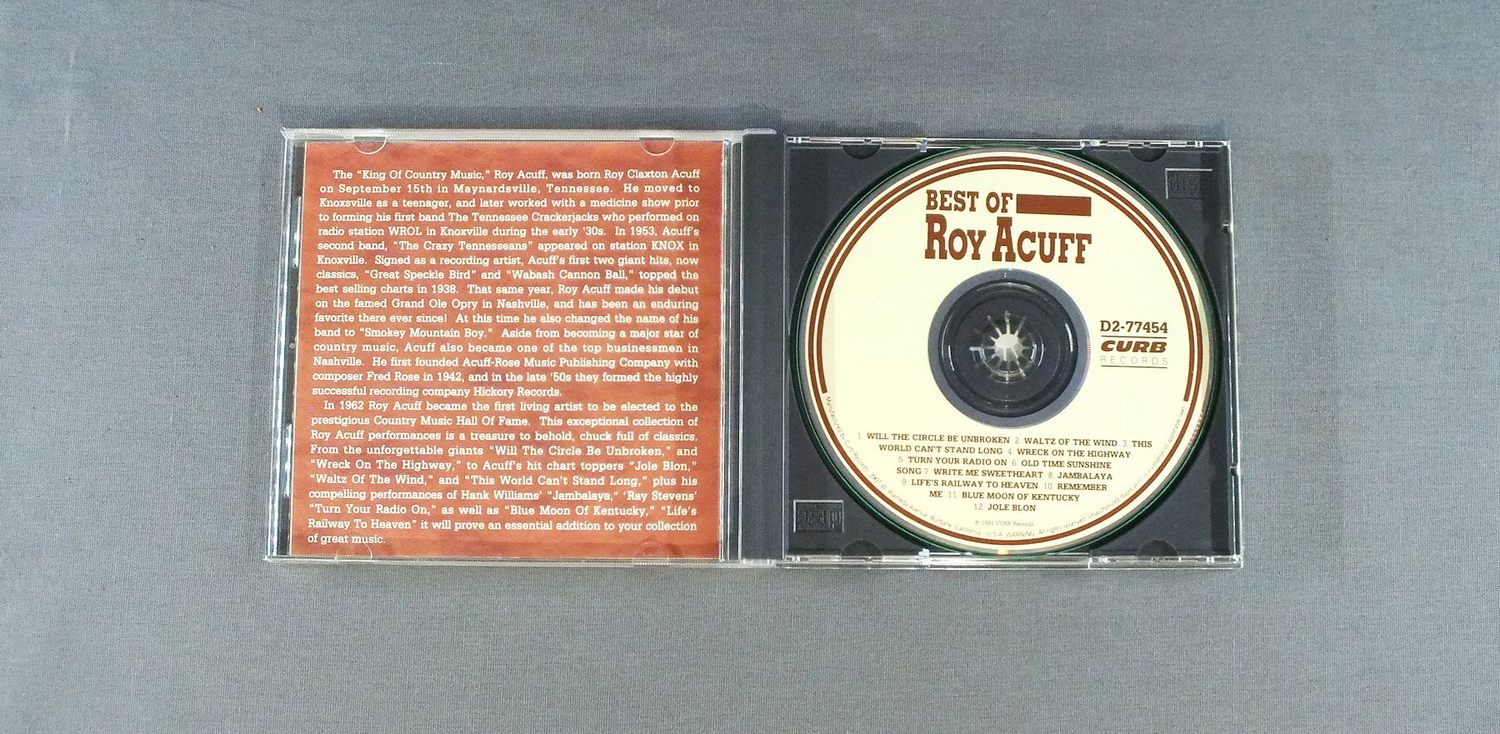 The "King Of Country Music," Roy Acuff, was born Roy Claxton Acuff
on September 15th in Maynardsville, Tennessee. He moved to
Knoxsville as a teenager, and later worked with a medicine show prior
to forming his first band The Tennessee Crackerjacks who performed on
radio station WROL in Knoxville during the early '30s. In 1953, Acuff's
second band, "The Crazy Tennesseans" appeared on station KNOX in
Knoxville. Signed as a recording artist, Acuff's first two giant hits, now
classics, "Great Speckle Bird" and "Wabash Cannon Ball," topped the
best selling charts in 1938. That same year, Roy Acuff made his debut
on the famed Grand Ole Opry in Nashville, and has been an enduring
favorite there ever since! At this time he also changed the name of his
band to "Smokey Mountain Boy." Aside from becoming a major star of
country music, Acuff also became one of the top businessmen in
Nashville. He first founded Acuff-Rose Music Publishing Company with
composer Fred Rose in 1942, and in the late '50s they formed the highly
successful recording company Hickory Records.
In 1962 Roy Acuff became the first living artist to be elected to the
prestigious Country Music Hall Of Fame. This exceptional collection of
Roy Acuff performances is a treasure to behold, chuck full of classics.
From the unforgettable giants "Will The Circle Be Unbroken," and
"Wreck On The Highway," to Acuff's hit chart toppers "Jole Blon,"
"Waltz Of The Wind," and "This World Can't Stand Long," plus his
compelling performances of Hank Williams' "Jambalaya," 'Ray Stevens'
"Turn Your Radio On," as well as "Blue Moon Of Kentucky," "Life's
Railway To Heaven" it will prove an essential addition to your collection
of great music.
BEST OF
ROY ACUFF
D2-77454
CURB
RECORDS
1 WILL THE CIRCLE BE UNBROKEN 2 WALTZ OF THE WIND 3 THIS
WORLD CAN'T STAND LONG 4 WRECK ON THE HIGHWAY
5 TURN YOUR RADIO ON 6 OLD TIME SUNSHINE
SONG 7 WRITE ME SWEETHEART 8 JAMBALAYA
9 LIFE'S RAILWAY TO HEAVEN 10 REMEMBER
ME 11 BLUE MOON OF KENTUCKY
12 JOLE BLON
℗ 1991 CURB Records
Manufactured by Curb Records, W. Alameda Avenue, Burbank, California U.S.A. WARNING: All rights reserved. Unauthorized